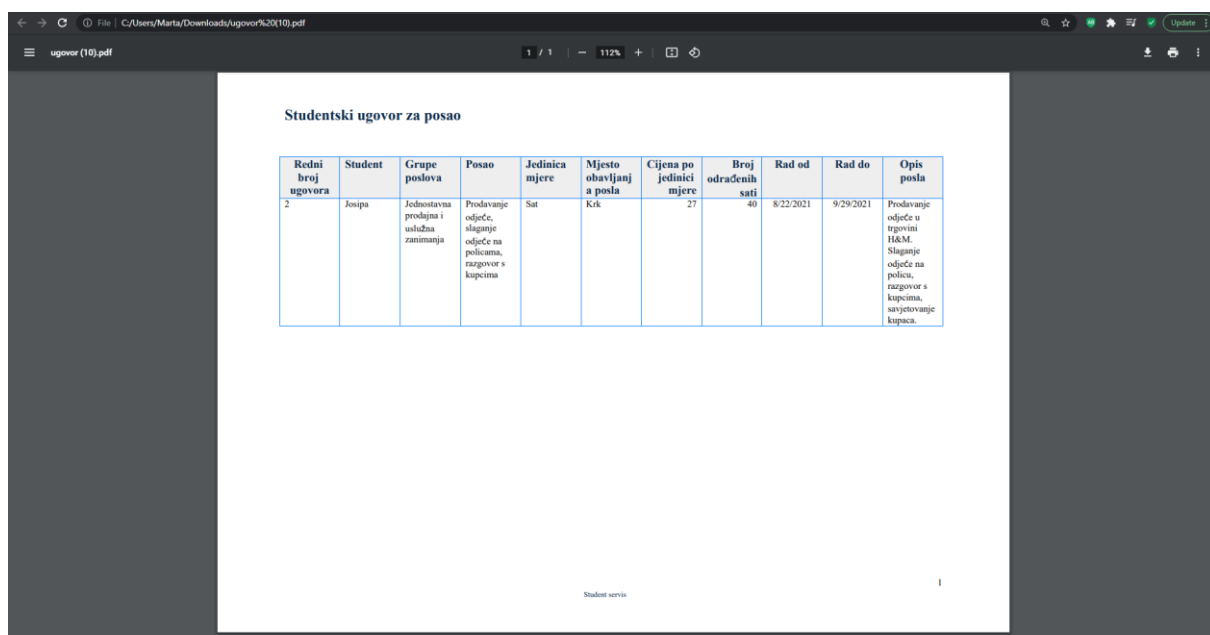 File | C:/Users/Marta/Downloads/ugovor%20(10).pdf
Update
ugovor (10).pdf
1 / 1
112%
Studentski ugovor za posao
Redni broj ugovora
Student
Grupe poslova
Posao
Jedinica mjere
Mjesto obavljanj a posla
Cijena po jedinici mjere
Broj odrađenih sati
Rad od
Rad do
Opis posla
2
Josipa
Jednostavna
prodajna i
uslužna
zanimanja
Prodavanje
odjeće,
slaganje
odjeće na
policama,
razgovor s
kupcima
Sat
Krk
27
40
8/22/2021
9/29/2021
Prodavanje
odjeće u
trgovini
H&M.
Slaganje
odjeće na
policu,
razgovor s
kupcima,
savjetovanje
kupaca.
1
Student servis